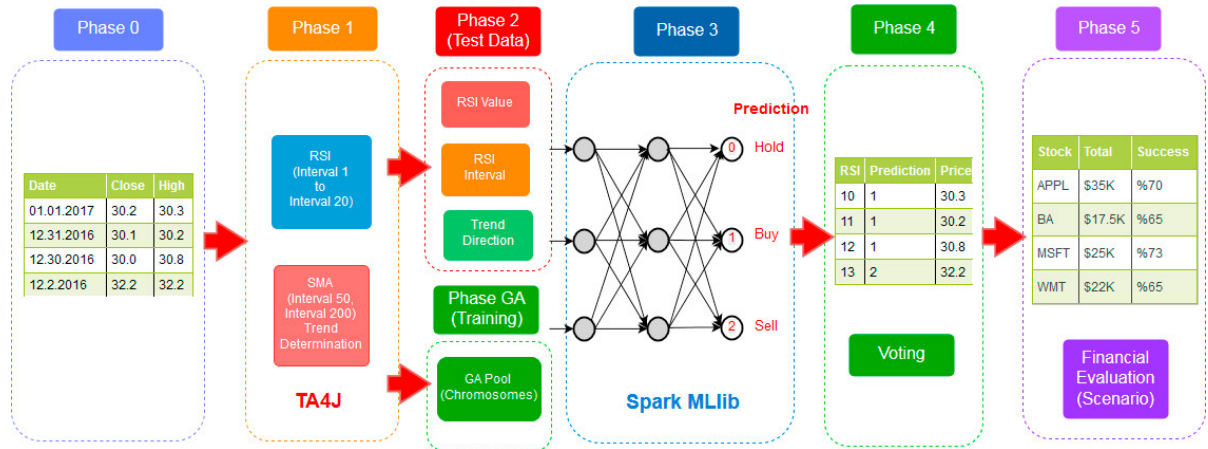 Phase 0
Date Close High
01.01.2017 30.2 30.3
12.31.2016 30.1 30.2
12.30.2016 30.0 30.8
12.2.2016 32.2 32.2
Phase 1
RSI
(Interval 1
to
Interval 20)
SMA
(Interval 50,
Interval 200)
Trend
Determination
TA4J
Phase 2
(Test Data)
RSI Value
RSI
Interval
Trend
Direction
Phase GA
(Training)
GA Pool
(Chromosomes)
Phase 3
Prediction
0 Hold
1 Buy
2 Sell
Spark MLlib
Phase 4
RSI Prediction Price
10 1 30.3
11 1 30.2
12 1 30.8
13 2 32.2
Voting
Phase 5
Stock Total Success
APPL $35K %70
BA $17.5K %65
MSFT $25K %73
WMT $22K %65
Financial
Evaluation
(Scenario)